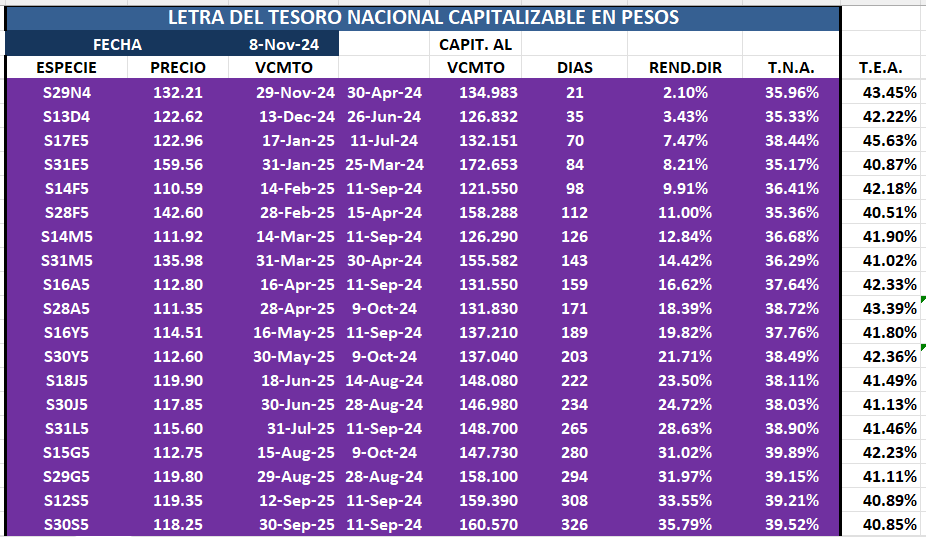 LETRA DEL TESORO NACIONAL CAPITALIZABLE EN PESOS
FECHA 8-Nov-24 CAPIT. AL
ESPECIE PRECIO VCMTO VCMTO DIAS REND.DIR T.N.A. T.E.A.
S29N4 132.21 29-Nov-24 30-Apr-24 134.983 21 2.10% 35.96% 43.45%
S13D4 122.62 13-Dec-24 26-Jun-24 126.832 35 3.43% 35.33% 42.22%
S17E5 122.96 17-Jan-25 11-Jul-24 132.151 70 7.47% 38.44% 45.63%
S31E5 159.56 31-Jan-25 25-Mar-24 172.653 84 8.21% 35.17% 40.87%
S14F5 110.59 14-Feb-25 11-Sep-24 121.550 98 9.91% 36.41% 42.18%
S28F5 142.60 28-Feb-25 15-Apr-24 158.288 112 11.00% 35.36% 40.51%
S14M5 111.92 14-Mar-25 11-Sep-24 126.290 126 12.84% 36.68% 41.90%
S31M5 135.98 31-Mar-25 30-Apr-24 155.582 143 14.42% 36.29% 41.02%
S16A5 112.80 16-Apr-25 11-Sep-24 131.550 159 16.62% 37.64% 42.33%
S28A5 111.35 28-Apr-25 9-Oct-24 131.830 171 18.39% 38.72% 43.39%
S16Y5 114.51 16-May-25 11-Sep-24 137.210 189 19.82% 37.76% 41.80%
S30Y5 112.60 30-May-25 9-Oct-24 137.040 203 21.71% 38.49% 42.36%
S18J5 119.90 18-Jun-25 14-Aug-24 148.080 222 23.50% 38.11% 41.49%
S30J5 117.85 30-Jun-25 28-Aug-24 146.980 234 24.72% 38.03% 41.13%
S31L5 115.60 31-Jul-25 11-Sep-24 148.700 265 28.63% 38.90% 41.46%
S15G5 112.75 15-Aug-25 9-Oct-24 147.730 280 31.02% 39.89% 42.23%
S29G5 119.80 29-Aug-25 28-Aug-24 158.100 294 31.97% 39.15% 41.11%
S12S5 119.35 12-Sep-25 11-Sep-24 159.390 308 33.55% 39.21% 40.89%
S30S5 118.25 30-Sep-25 11-Sep-24 160.570 326 35.79% 39.52% 40.85%